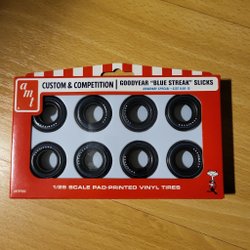 amt
CUSTOM & COMPETITION
GOODYEAR "BLUE STREAK" SLICKS
1/25 SCALE PAD-PRINTED VINYL TIRES